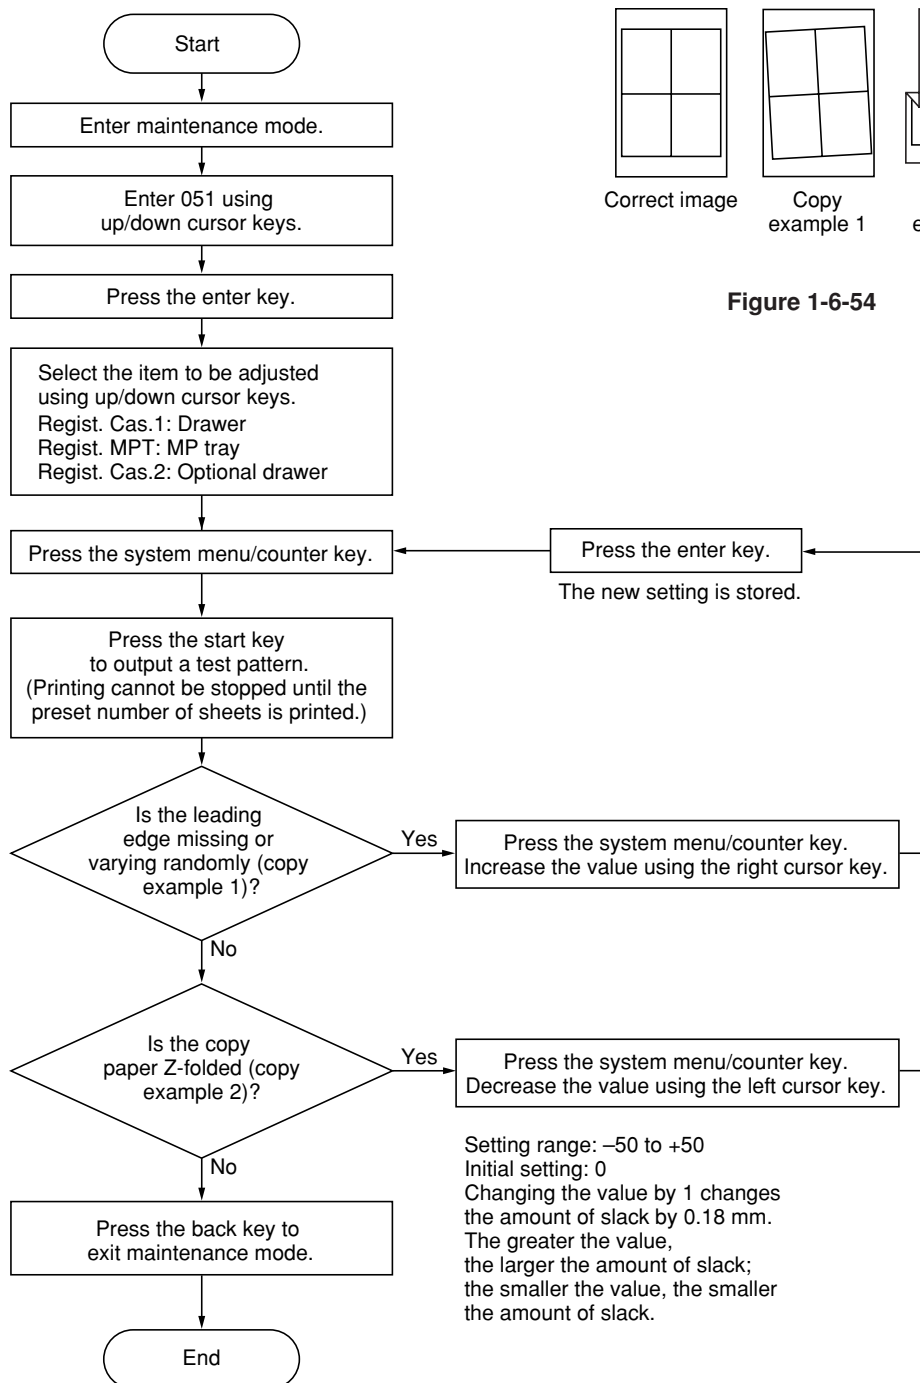 Start
Enter maintenance mode.
Enter 051 using
up/down cursor keys.
Press the enter key.
Select the item to be adjusted
using up/down cursor keys.
Regist. Cas.1: Drawer
Regist. MPT: MP tray
Regist. Cas.2: Optional drawer
Press the system menu/counter key.
Press the start key
to output a test pattern.
(Printing cannot be stopped until the
preset number of sheets is printed.)
Is the leading
edge missing or
varying randomly (copy
example 1)?
Yes
No
Is the copy
paper Z-folded (copy
example 2)?
Yes
No
Press the back key to
exit maintenance mode.
End
Correct image
Copy
example 1
Figure 1-6-54
Press the enter key.
The new setting is stored.
Press the system menu/counter key.
Increase the value using the right cursor key.
Press the system menu/counter key.
Decrease the value using the left cursor key.
Setting range: –50 to +50
Initial setting: 0
Changing the value by 1 changes
the amount of slack by 0.18 mm.
The greater the value,
the larger the amount of slack;
the smaller the value, the smaller
the amount of slack.